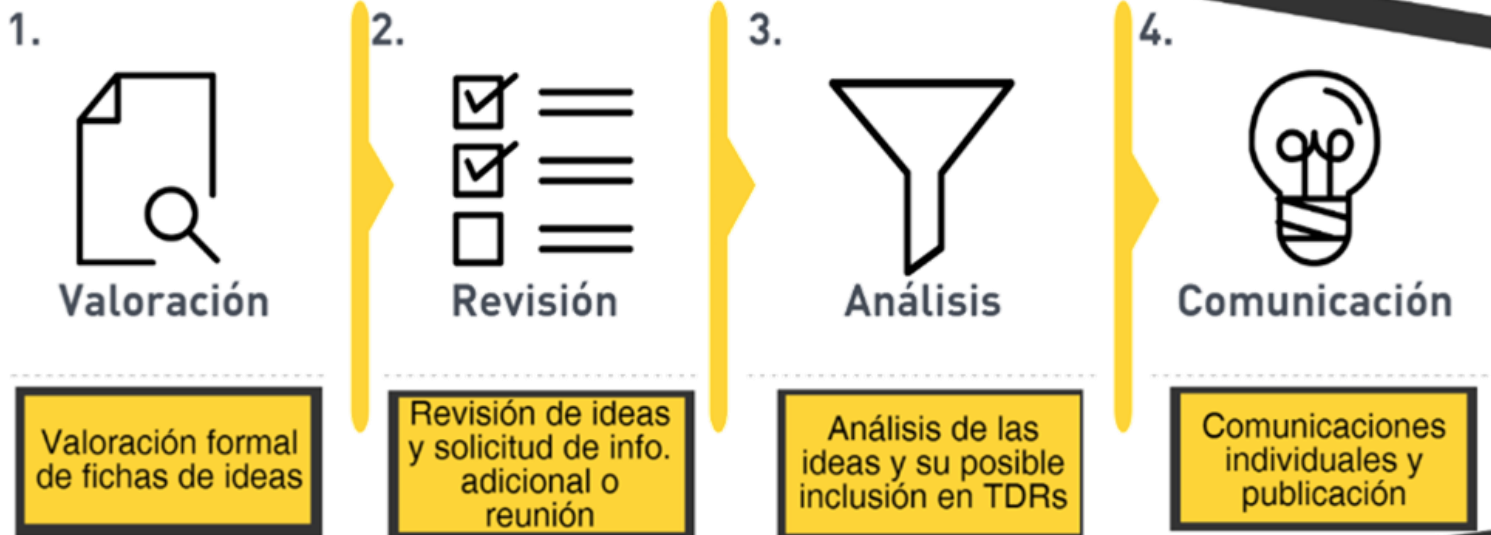 1.
Valoración
Valoración formal
de fichas de ideas
2.
Revisión
Revisión de ideas
y solicitud de info.
adicional o
reunión
3.
Análisis
Análisis de las
ideas y su posible
inclusión en TDRs
4.
Comunicación
Comunicaciones
individuales y
publicación